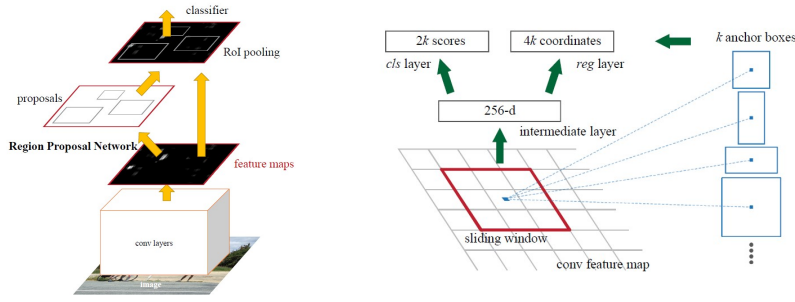 classifier
RoI pooling
proposals
Region Proposal Network
feature maps
conv layers
image
2k scores
4k coordinates
k anchor boxes
cls layer
reg layer
256-d
intermediate layer
sliding window
conv feature map